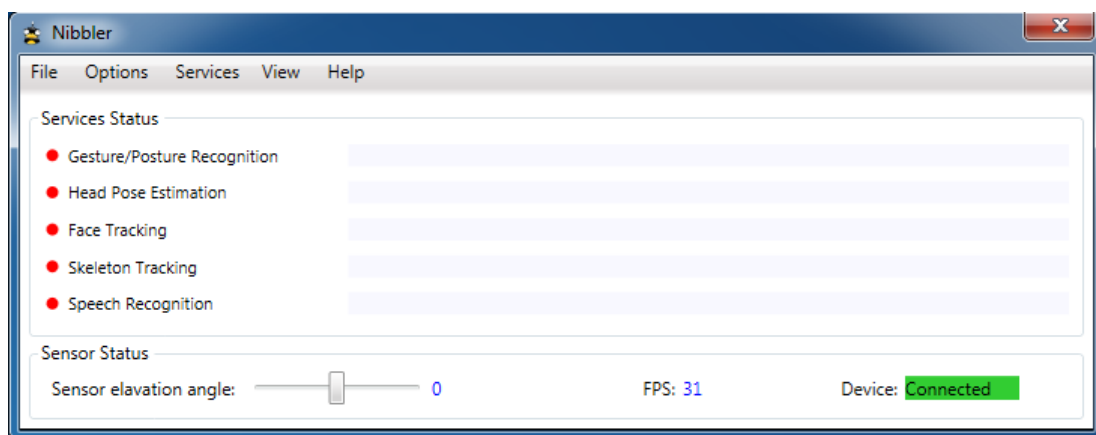 Nibbler
File Options Services View Help
Services Status
Gesture/Posture Recognition
Head Pose Estimation
Face Tracking
Skeleton Tracking
Speech Recognition
Sensor Status
Sensor elavation angle: 0 FPS: 31 Device: Connected